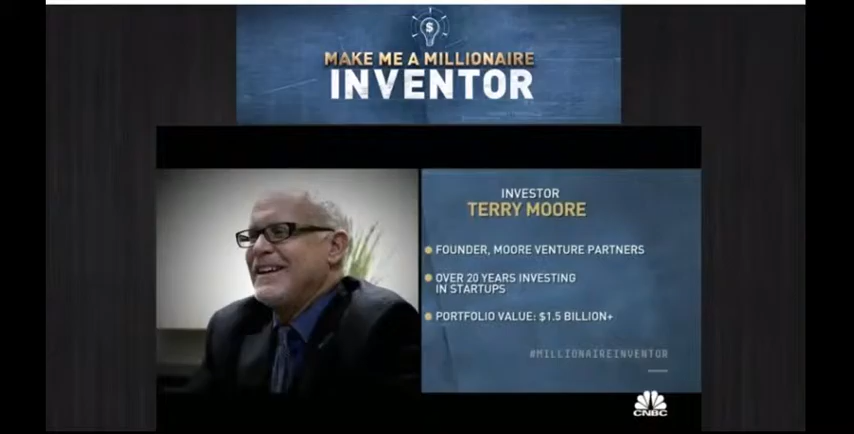 $
MAKE ME A MILLIONAIRE
INVENTOR
INVESTOR
TERRY MOORE
FOUNDER, MOORE VENTURE PARTNERS
OVER 20 YEARS INVESTING
IN STARTUPS
PORTFOLIO VALUE: $1.5 BILLION+
#MILLIONAIREINVENTOR
CNBC